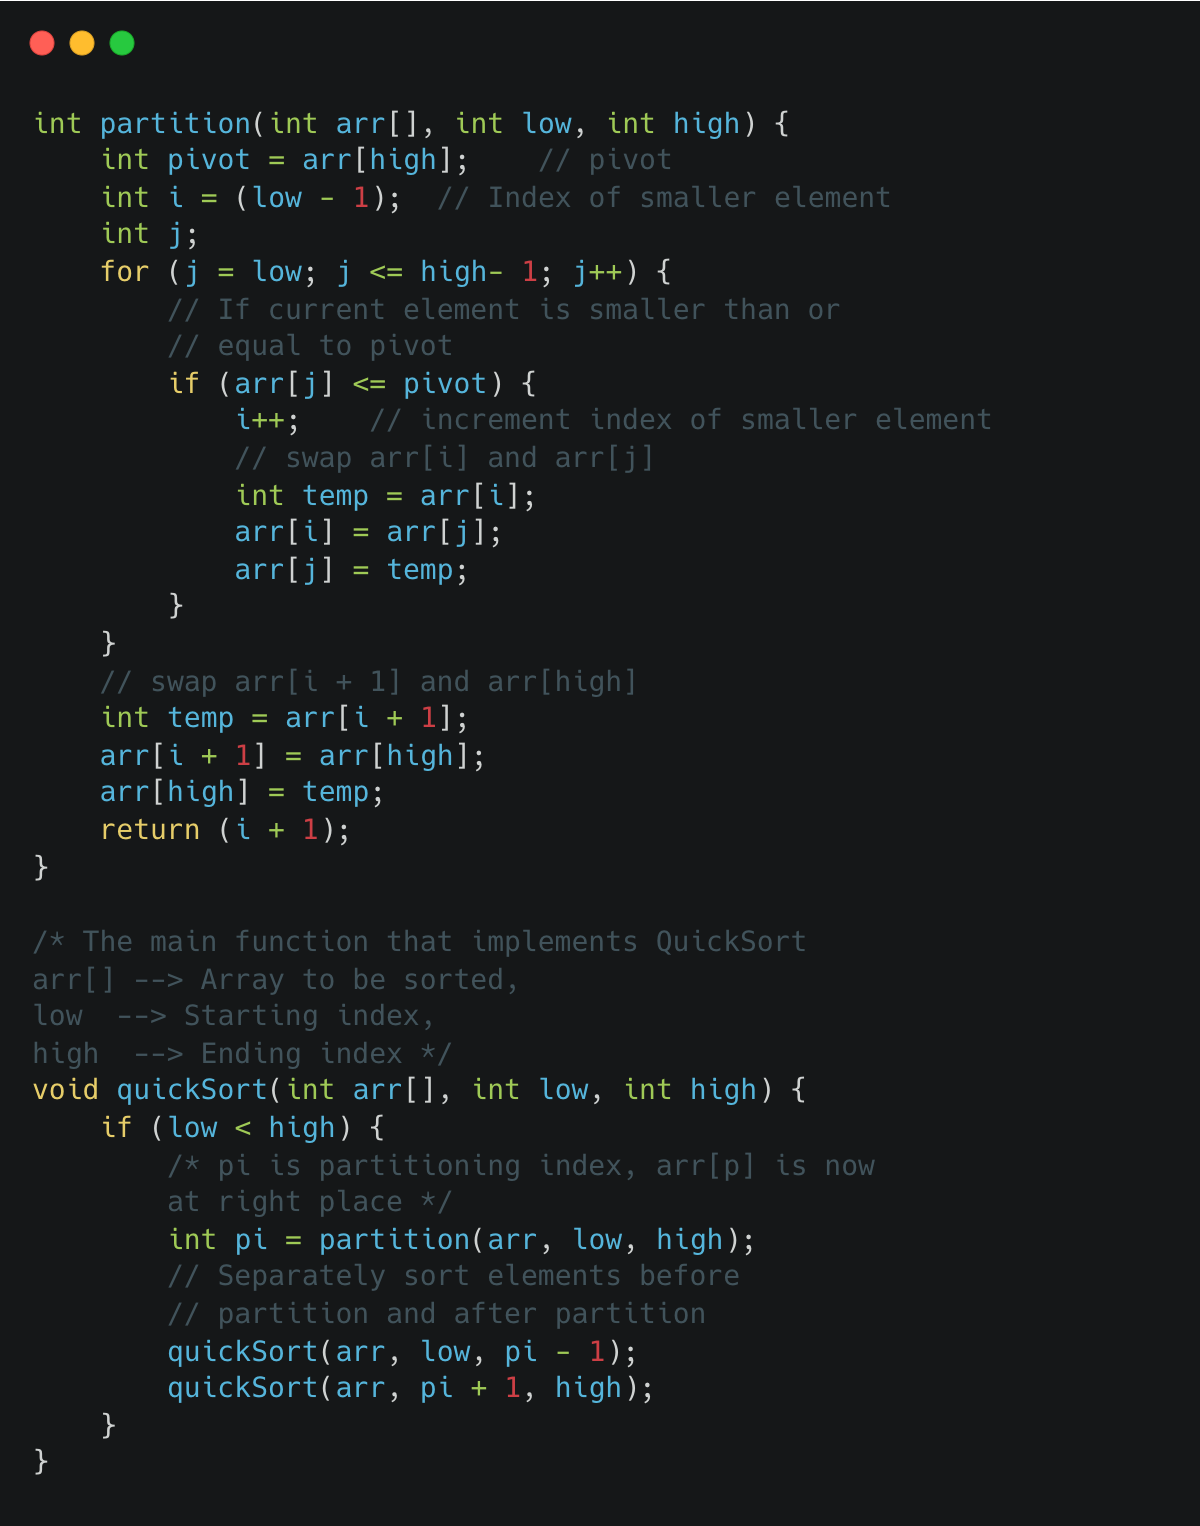 int partition(int arr[], int low, int high) {
    int pivot = arr[high];    // pivot
    int i = (low - 1);  // Index of smaller element
    int j;
    for (j = low; j <= high- 1; j++) {
        // If current element is smaller than or
        // equal to pivot
        if (arr[j] <= pivot) {
            i++;    // increment index of smaller element
            // swap arr[i] and arr[j]
            int temp = arr[i];
            arr[i] = arr[j];
            arr[j] = temp;
        }
    }
    // swap arr[i + 1] and arr[high]
    int temp = arr[i + 1];
    arr[i + 1] = arr[high];
    arr[high] = temp;
    return (i + 1);
}

/* The main function that implements QuickSort
arr[] --> Array to be sorted,
low  --> Starting index,
high  --> Ending index */
void quickSort(int arr[], int low, int high) {
    if (low < high) {
        /* pi is partitioning index, arr[p] is now
        at right place */
        int pi = partition(arr, low, high);
        // Separately sort elements before
        // partition and after partition
        quickSort(arr, low, pi - 1);
        quickSort(arr, pi + 1, high);
    }
}